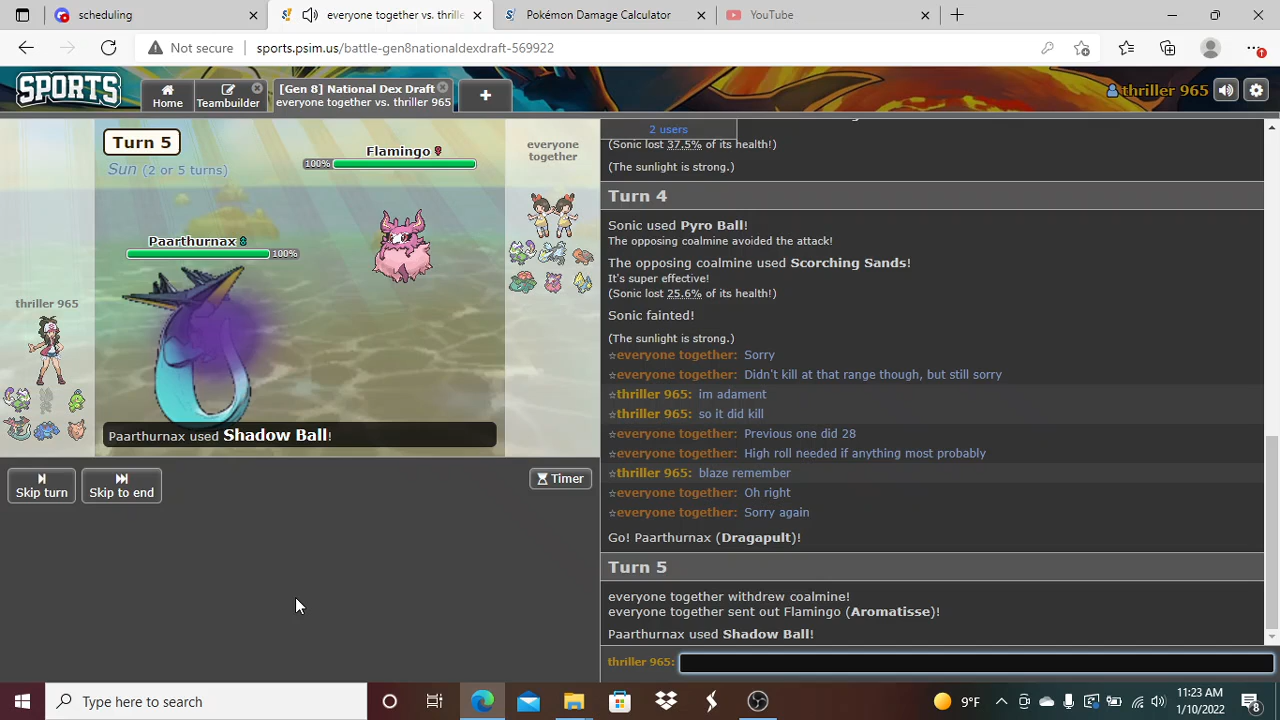 scheduling
everyone together vs. thrille
Pokémon Damage Calculator
YouTube
Not secure
sports.psim.us/battle-gen8nationaldexdraft-569922
SPORTS
Home
Teambuilder
[Gen 8] National Dex Draft
everyone together vs. thriller 965
thriller 965
Turn 5
Sun (2 or 5 turns)
Flamingo
100%
Paarthurnax
100%
everyone
together
thriller 965
Paarthurnax used Shadow Ball!
Skip turn
Skip to end
Timer
2 users
(Sonic lost 37.5% of its health!)
(The sunlight is strong.)
Turn 4
Sonic used Pyro Ball!
The opposing coalmine avoided the attack!
The opposing coalmine used Scorching Sands!
It's super effective!
(Sonic lost 25.6% of its health!)
Sonic fainted!
(The sunlight is strong.)
☆everyone together: Sorry
☆everyone together: Didn't kill at that range though, but still sorry
☆thriller 965: im adament
☆thriller 965: so it did kill
☆everyone together: Previous one did 28
☆everyone together: High roll needed if anything most probably
☆thriller 965: blaze remember
☆everyone together: Oh right
☆everyone together: Sorry again
Go! Paarthurnax (Dragapult)!
Turn 5
everyone together withdrew coalmine!
everyone together sent out Flamingo (Aromatisse)!
Paarthurnax used Shadow Ball!
thriller 965:
Type here to search
9°F
11:23 AM
1/10/2022
8